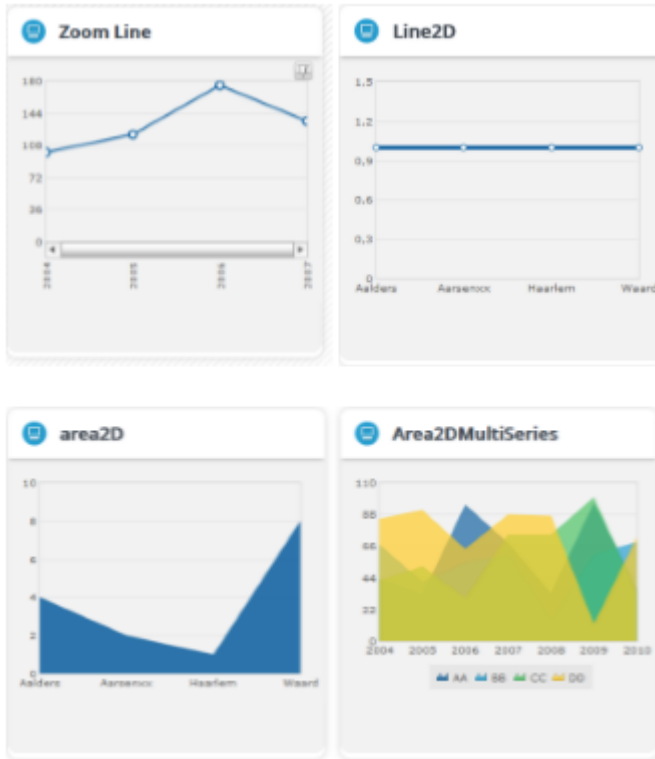 Zoom Line
180
144
108
72
36
0
2004
2005
2006
2007
Line2D
1.5
1.2
0.9
0.6
0.3
0
Aalders
Aarsenxx
Haarlem
Waard
area2D
10
8
6
4
2
0
Aalders
Aarsenxx
Haarlem
Waard
Area2DMultiSeries
110
88
66
44
22
0
2004 2005 2006 2007 2008 2009 2010
AA BB CC DD